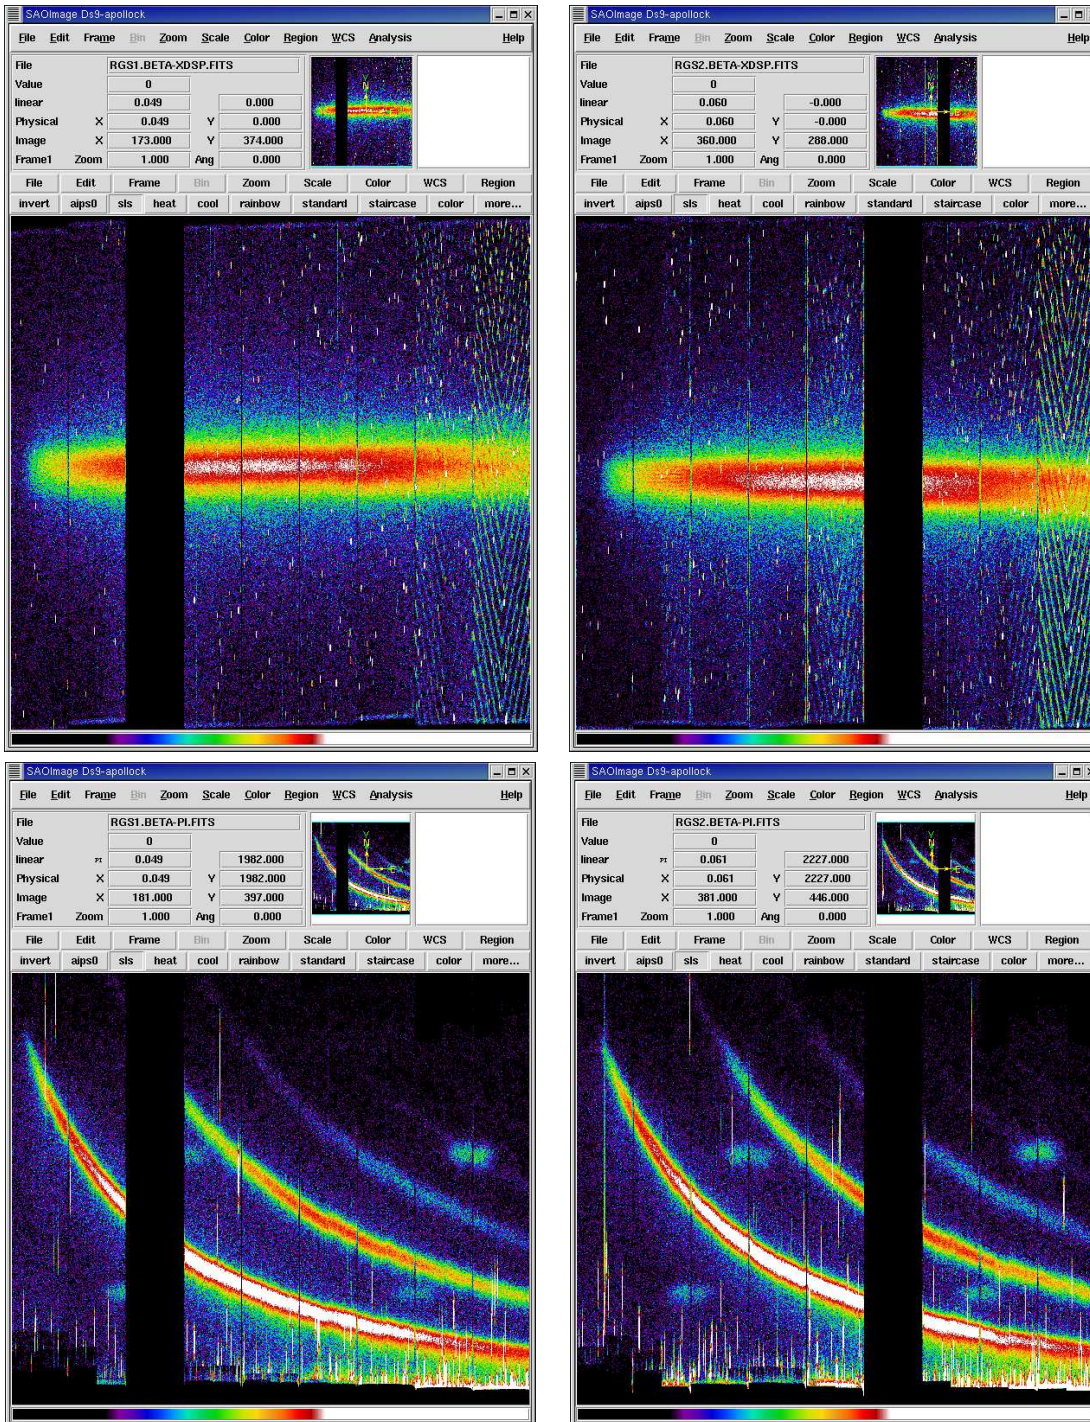 SAOImage Ds9-apollock
File Edit Frame Bin Zoom Scale Color Region WCS Analysis Help
File RGS1.BETA-XDSP.FITS
Value 0
linear 0.049 0.000
Physical X 0.049 Y 0.000
Image X 173.000 Y 374.000
Frame1 Zoom 1.000 Ang 0.000
File Edit Frame Bin Zoom Scale Color WCS Region
invert aips0 sls heat cool rainbow standard staircase color more...
Y
N
SAOImage Ds9-apollock
File Edit Frame Bin Zoom Scale Color Region WCS Analysis Help
File RGS2.BETA-XDSP.FITS
Value 0
linear 0.060 -0.000
Physical X 0.060 Y -0.000
Image X 360.000 Y 288.000
Frame1 Zoom 1.000 Ang 0.000
File Edit Frame Bin Zoom Scale Color WCS Region
invert aips0 sls heat cool rainbow standard staircase color more...
N
SAOImage Ds9-apollock
File Edit Frame Bin Zoom Scale Color Region WCS Analysis Help
File RGS1.BETA-PI.FITS
Value 0
linear PI 0.049 1982.000
Physical X 0.049 Y 1982.000
Image X 181.000 Y 397.000
Frame1 Zoom 1.000 Ang 0.000
File Edit Frame Bin Zoom Scale Color WCS Region
invert aips0 sls heat cool rainbow standard staircase color more...
Y
N
E
SAOImage Ds9-apollock
File Edit Frame Bin Zoom Scale Color Region WCS Analysis Help
File RGS2.BETA-PI.FITS
Value 0
linear PI 0.061 2227.000
Physical X 0.061 Y 2227.000
Image X 381.000 Y 446.000
Frame1 Zoom 1.000 Ang 0.000
File Edit Frame Bin Zoom Scale Color WCS Region
invert aips0 sls heat cool rainbow standard staircase color more...
Y
N
E